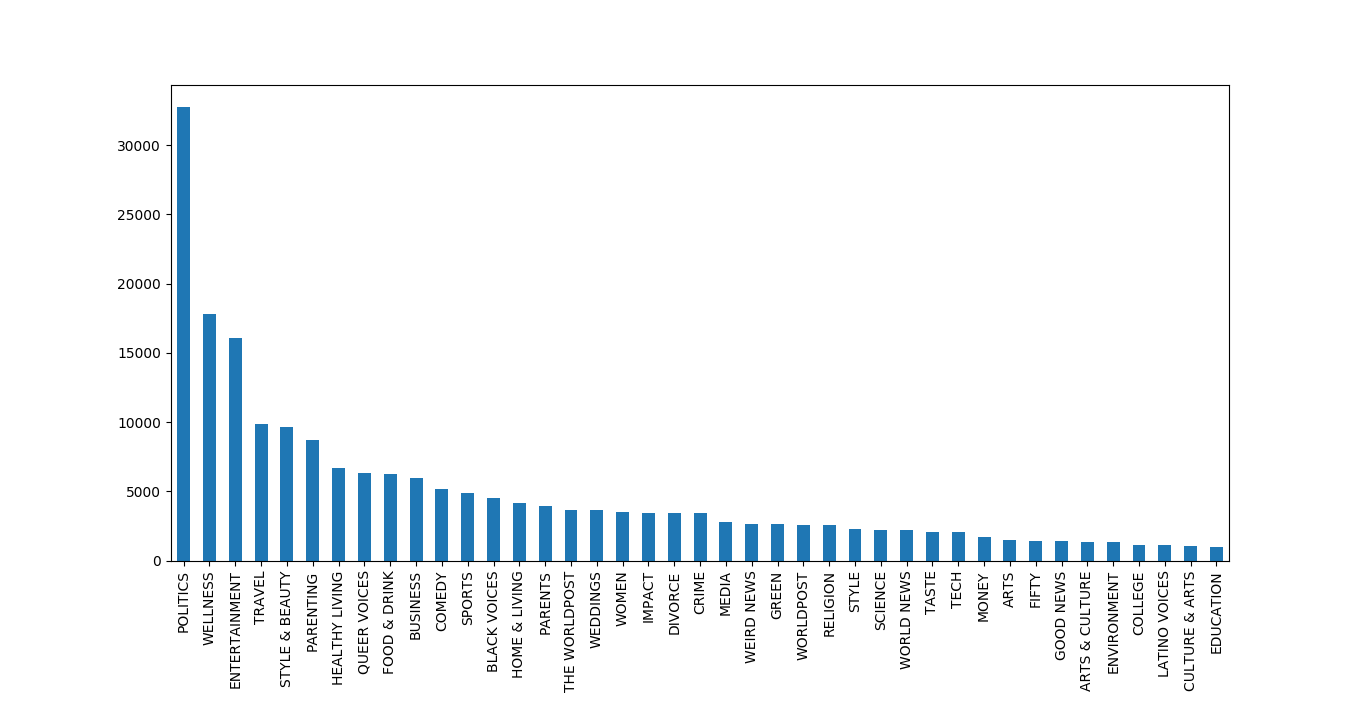 30000
25000
20000
15000
10000
5000
0
POLITICS
WELLNESS
ENTERTAINMENT
TRAVEL
STYLE & BEAUTY
PARENTING
HEALTHY LIVING
QUEER VOICES
FOOD & DRINK
BUSINESS
COMEDY
SPORTS
BLACK VOICES
HOME & LIVING
PARENTS
THE WORLDPOST
WEDDINGS
WOMEN
IMPACT
DIVORCE
CRIME
MEDIA
WEIRD NEWS
GREEN
WORLDPOST
RELIGION
STYLE
SCIENCE
WORLD NEWS
TASTE
TECH
MONEY
ARTS
FIFTY
GOOD NEWS
ARTS & CULTURE
ENVIRONMENT
COLLEGE
LATINO VOICES
CULTURE & ARTS
EDUCATION